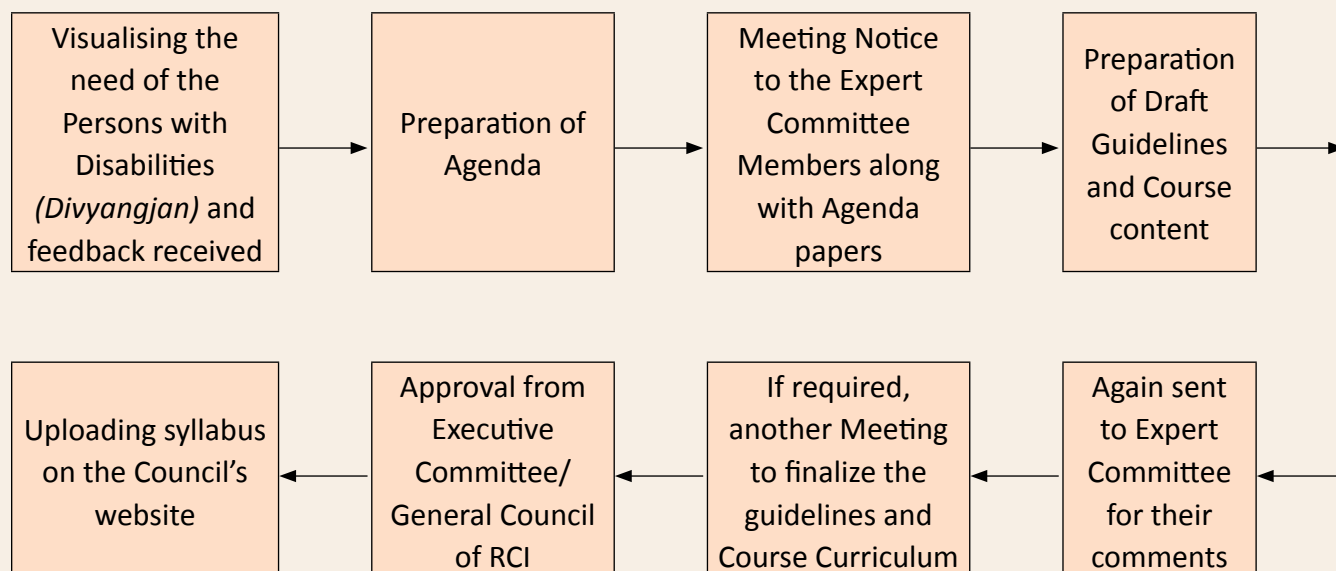 Visualising the
need of the
Persons with
Disabilities
(Divyangjan) and
feedback received
Preparation of
Agenda
Meeting Notice
to the Expert
Committee
Members along
with Agenda
papers
Preparation
of Draft
Guidelines
and Course
content
Again sent
to Expert
Committee
for their
comments
If required,
another Meeting
to finalize the
guidelines and
Course Curriculum
Approval from
Executive
Committee/
General Council
of RCI
Uploading syllabus
on the Council’s
website